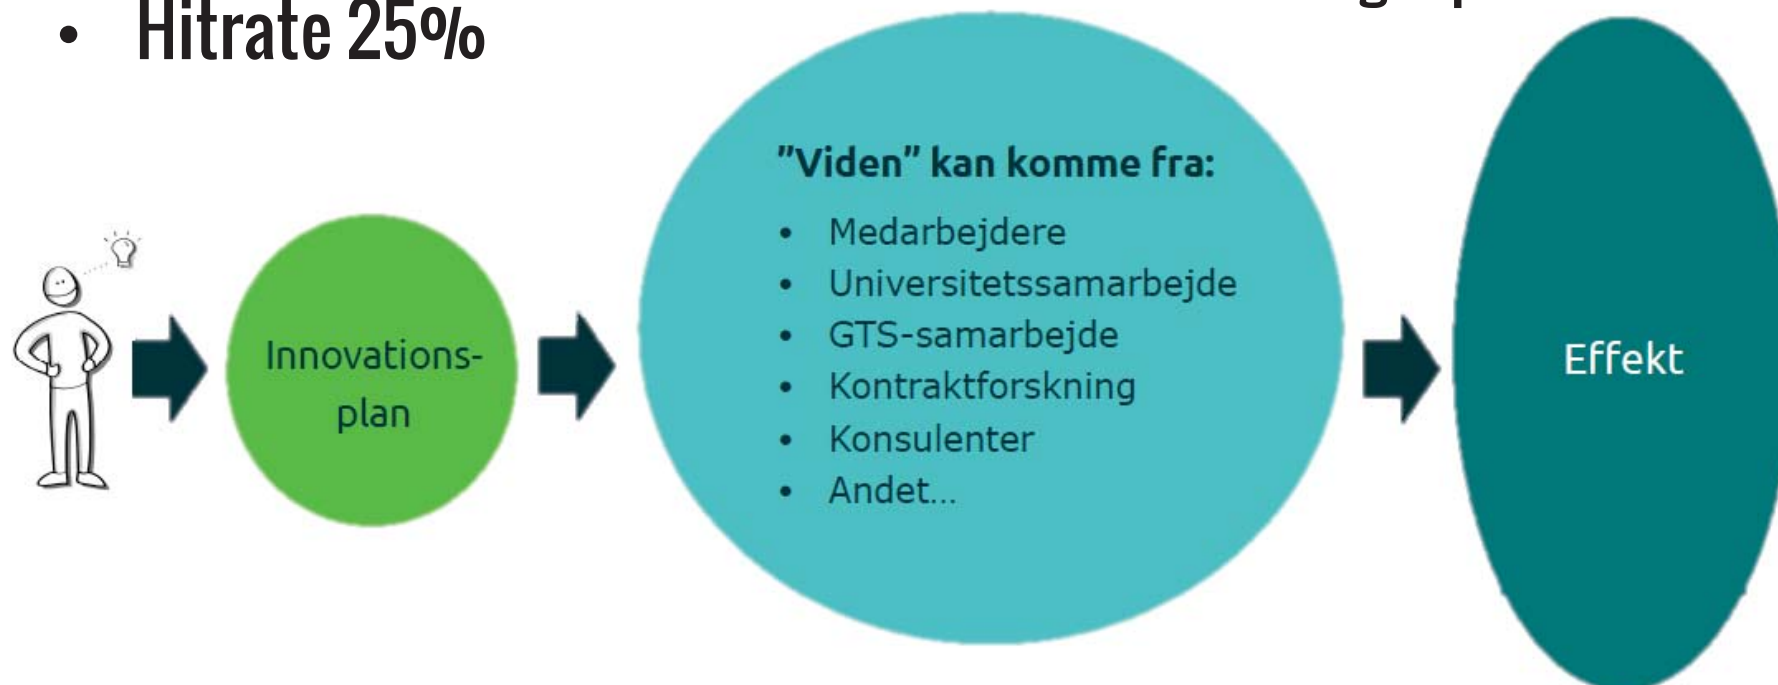 • Hitrate 25%
Innovations-
plan
”Viden” kan komme fra:
• Medarbejdere
• Universitetssamarbejde
• GTS-samarbejde
• Kontraktforskning
• Konsulenter
• Andet...
Effekt